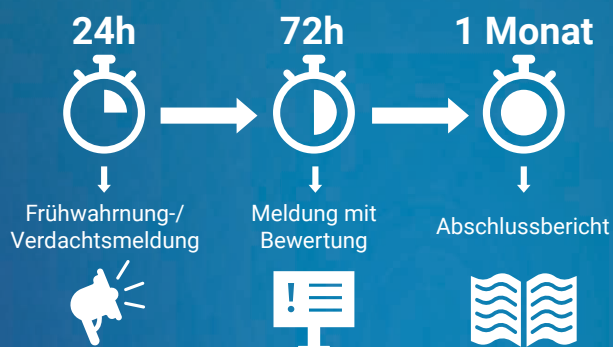 24h
72h
1 Monat
Frühwahrnung-/
Verdachtsmeldung
Meldung mit
Bewertung
Abschlussbericht
!